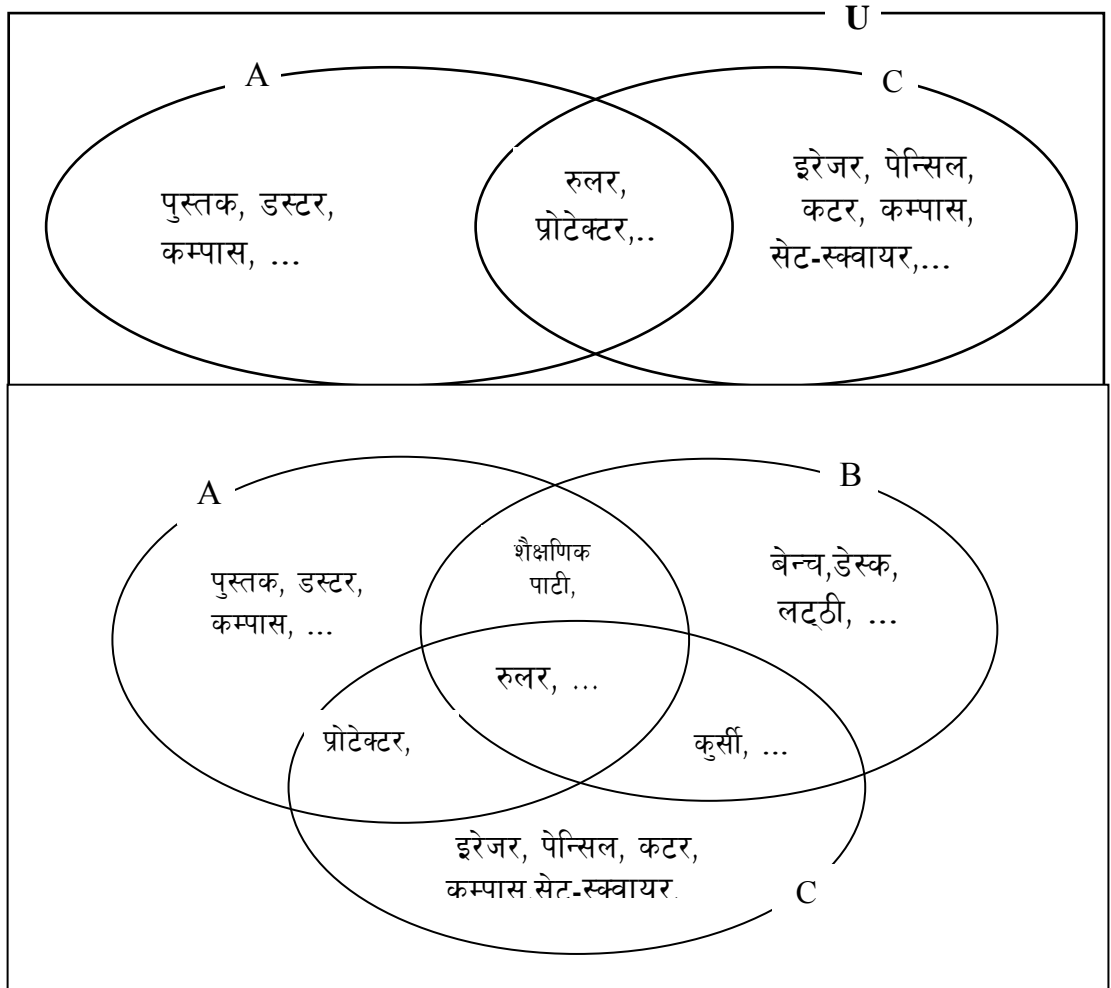 U
A
C
पुस्तक, डस्टर,
कम्पास, ...
रुलर,
प्रोटेक्टर,..
इरेजर, पेन्सिल,
कटर, कम्पास,
सेट-स्क्वायर,...
A
B
शैक्षणिक
पाटी,
पुस्तक, डस्टर,
कम्पास, ...
बेन्च,डेस्क,
लट्ठी, ...
रुलर, ...
प्रोटेक्टर,
कुर्सी, ...
इरेजर, पेन्सिल, कटर,
कम्पास,सेट-स्क्वायर,
C